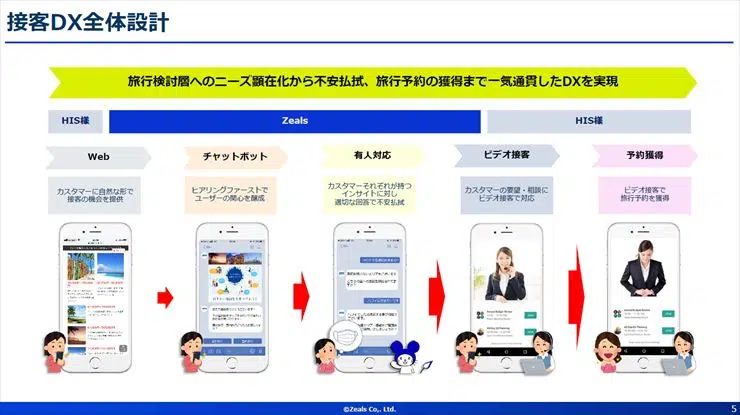 接客DX全体設計
旅行検討層へのニーズ顕在化から不安払拭、旅行予約の獲得まで一気通貫したDXを実現
HIS様
Zeals
HIS様
Web
チャットボット
有人対応
ビデオ接客
予約獲得
カスタマーに自然な形で
接客の機会を提供
ヒアリングファーストで
ユーザーの関心を醸成
カスタマーそれぞれが持つ
インサイトに対し
適切な回答で不安払拭
カスタマーの要望・相談に
ビデオ接客で対応
ビデオ接客で
旅行予約を獲得
©Zeals Co,. Ltd.
5